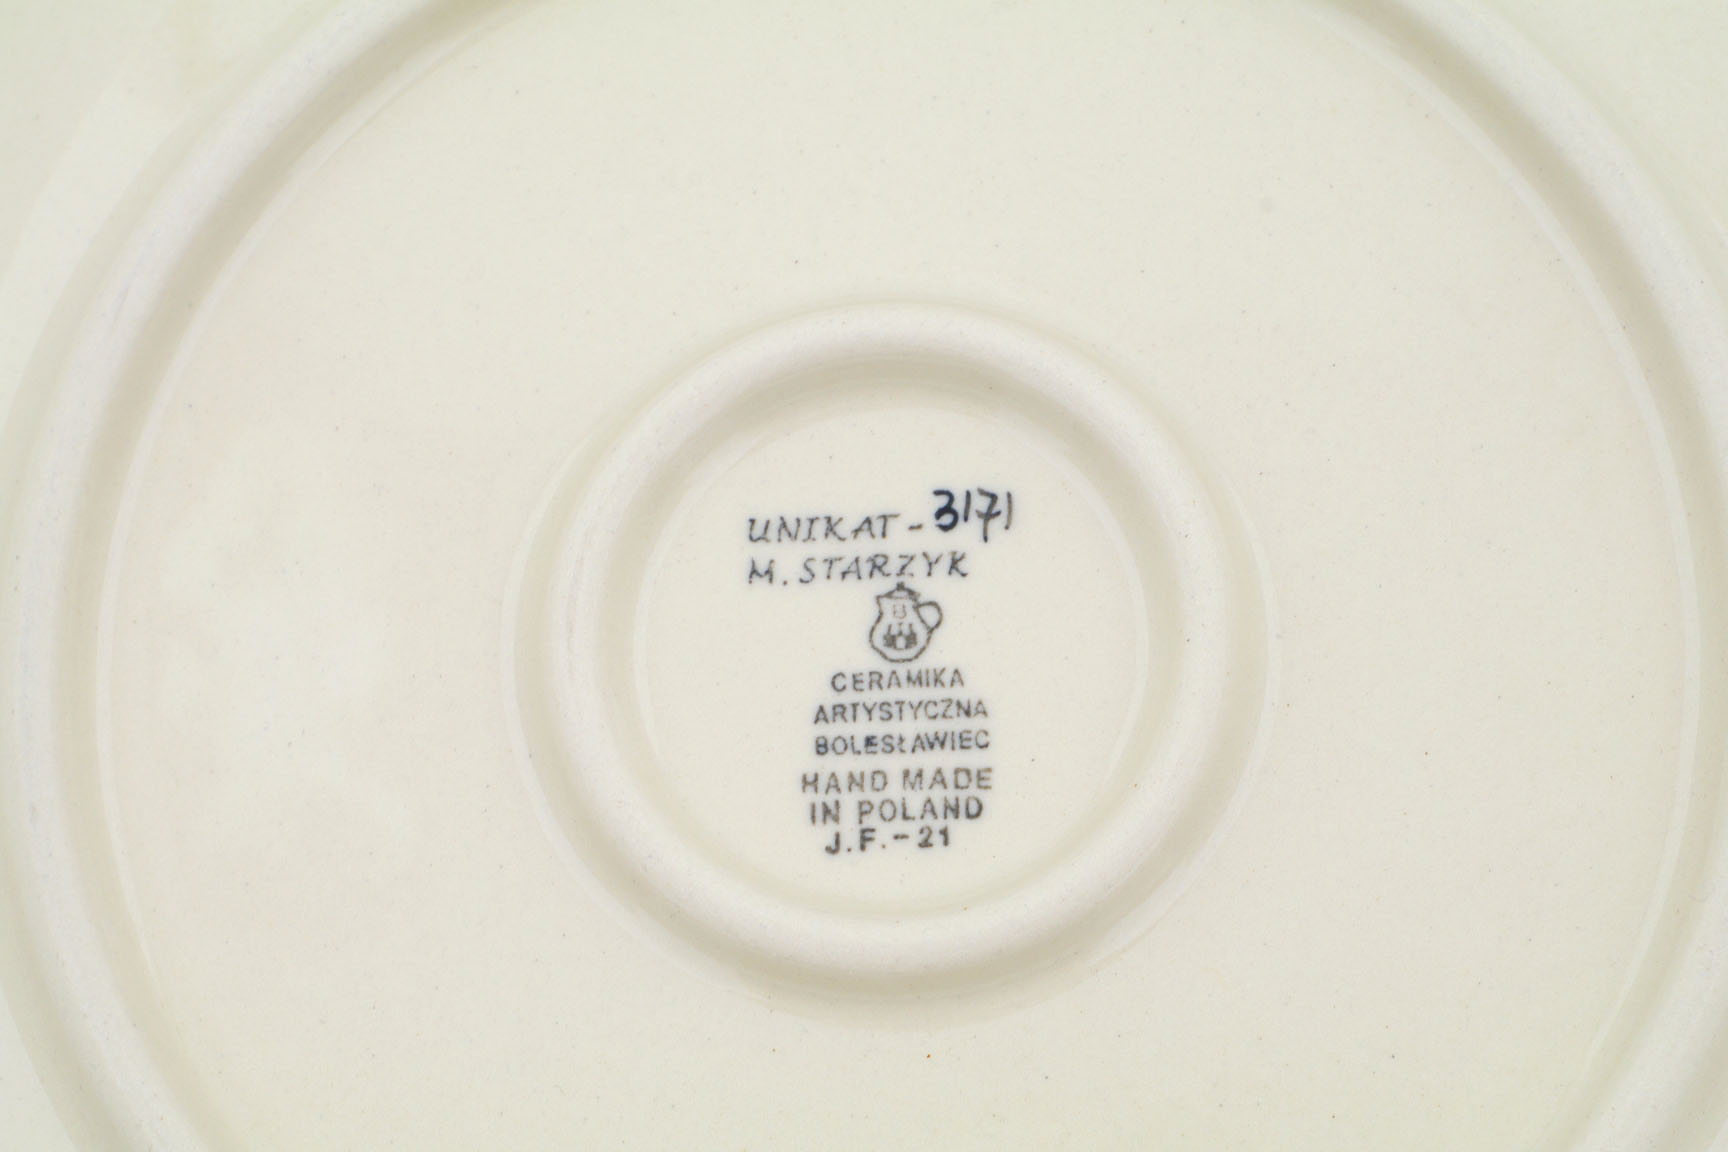 UNIKAT - 3171
M. STARZYK
B
CERAMIKA
ARTYSTYCZNA
BOLESŁAWIEC
HAND MADE
IN POLAND
J.F.-21